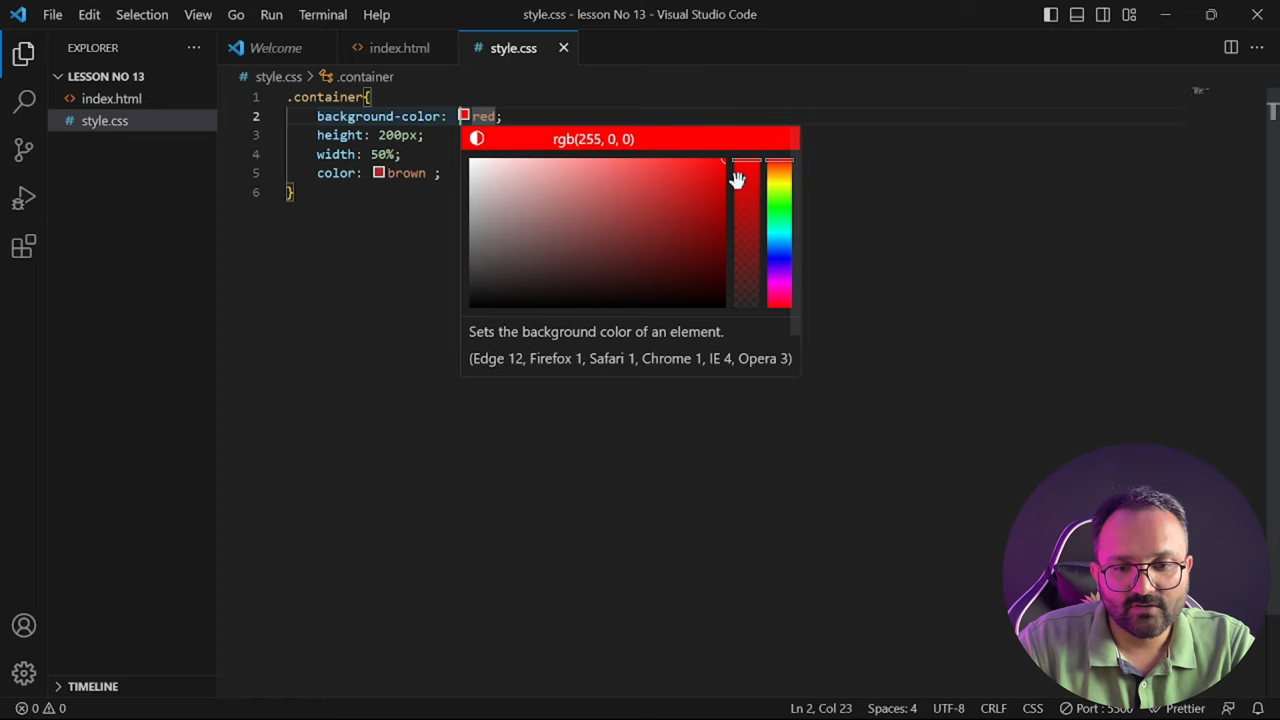 File Edit Selection View Go Run Terminal Help style.css - lesson No 13 - Visual Studio Code
EXPLORER Welcome index.html style.css
LESSON NO 13
index.html
style.css
style.css > .container
1 .container{
2 background-color: red;
3 height: 200px;
4 width: 50%;
5 color: brown ;
6 }
rgb(255, 0, 0)
Sets the background color of an element.
(Edge 12, Firefox 1, Safari 1, Chrome 1, IE 4, Opera 3)
TIMELINE
0 0 Ln 2, Col 23 Spaces: 4 UTF-8 CRLF CSS Port : 5500 Prettier